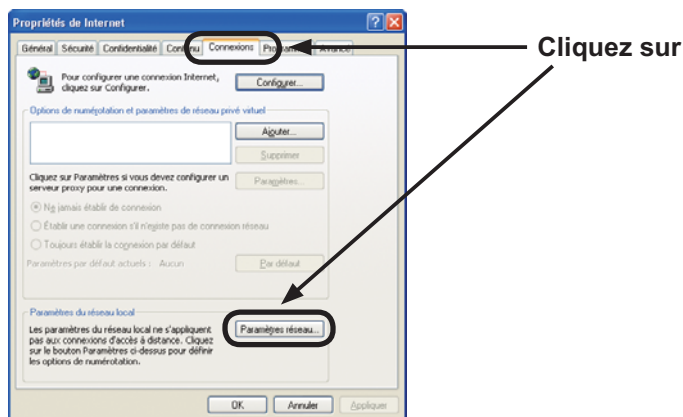 Propriétés de Internet
Général Sécurité Confidentialité Contenu Connexions Programmes Avancé
Cliquez sur
Pour configurer une connexion Internet,
cliquez sur Configurer.
Configurer...
Options de numérotation et paramètres de réseau privé virtuel
Ajouter...
Supprimer
Cliquez sur Paramètres si vous devez configurer un
serveur proxy pour une connexion.
Paramètres...
Ne jamais établir de connexion
Établir une connexion s'il n'existe pas de connexion réseau
Toujours établir la connexion par défaut
Paramètres par défaut actuels : Aucun
Par défaut
Paramètres du réseau local
Les paramètres du réseau local ne s'appliquent
pas aux connexions d'accès à distance. Cliquez
sur le bouton Paramètres ci-dessus pour définir
les options de numérotation.
Paramètres réseau...
OK Annuler Appliquer